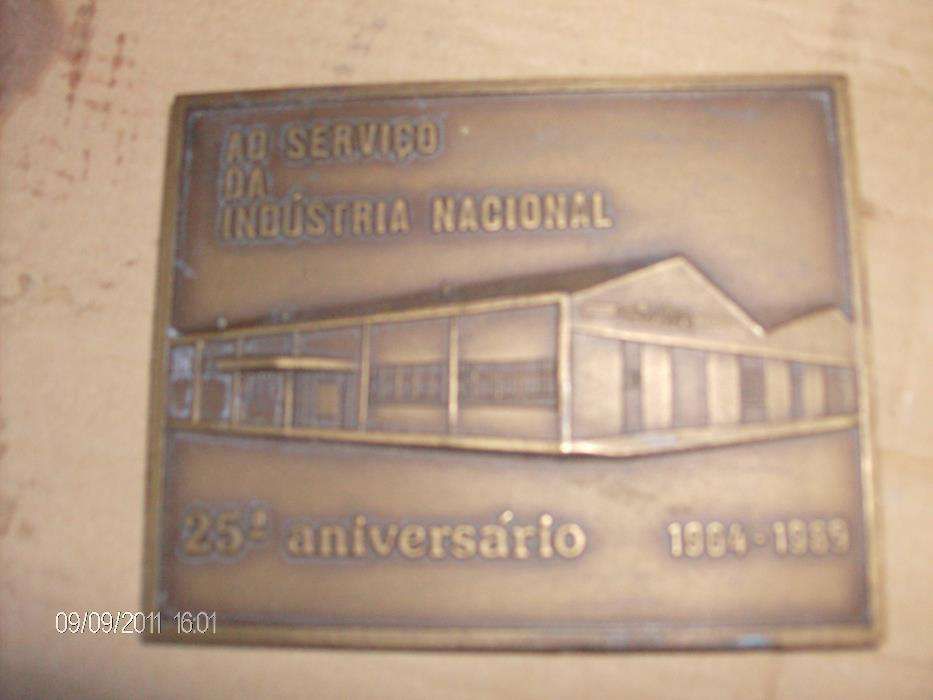 AO SERVIÇO
DA
INDÚSTRIA NACIONAL
25º aniversário
1964-1989
09/09/2011 16:01